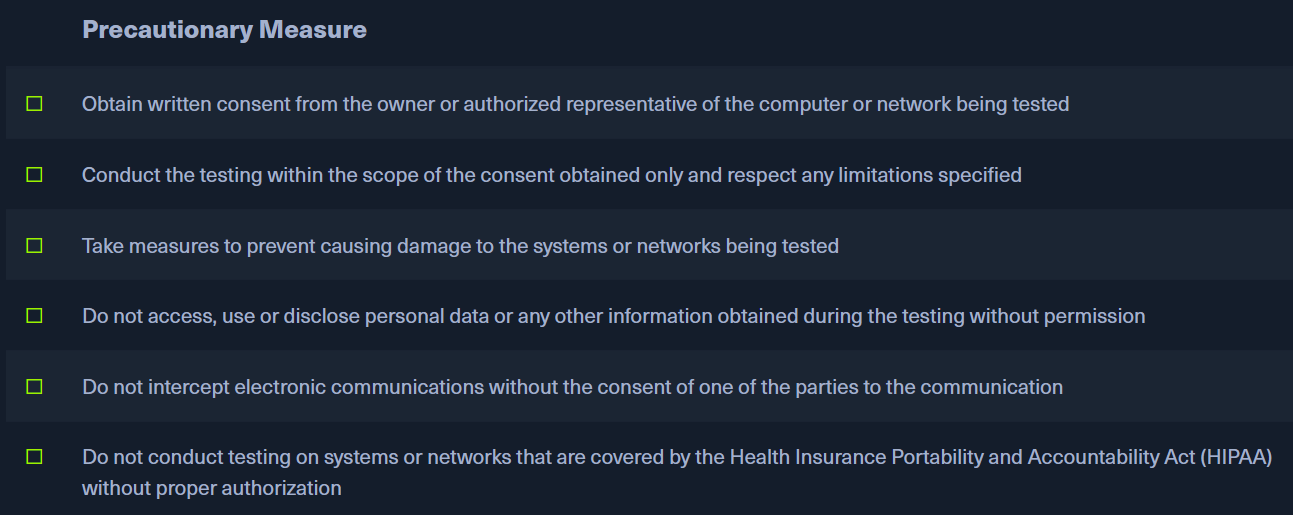 Precautionary Measure
Obtain written consent from the owner or authorized representative of the computer or network being tested
Conduct the testing within the scope of the consent obtained only and respect any limitations specified
Take measures to prevent causing damage to the systems or networks being tested
Do not access, use or disclose personal data or any other information obtained during the testing without permission
Do not intercept electronic communications without the consent of one of the parties to the communication
Do not conduct testing on systems or networks that are covered by the Health Insurance Portability and Accountability Act (HIPAA)
without proper authorization